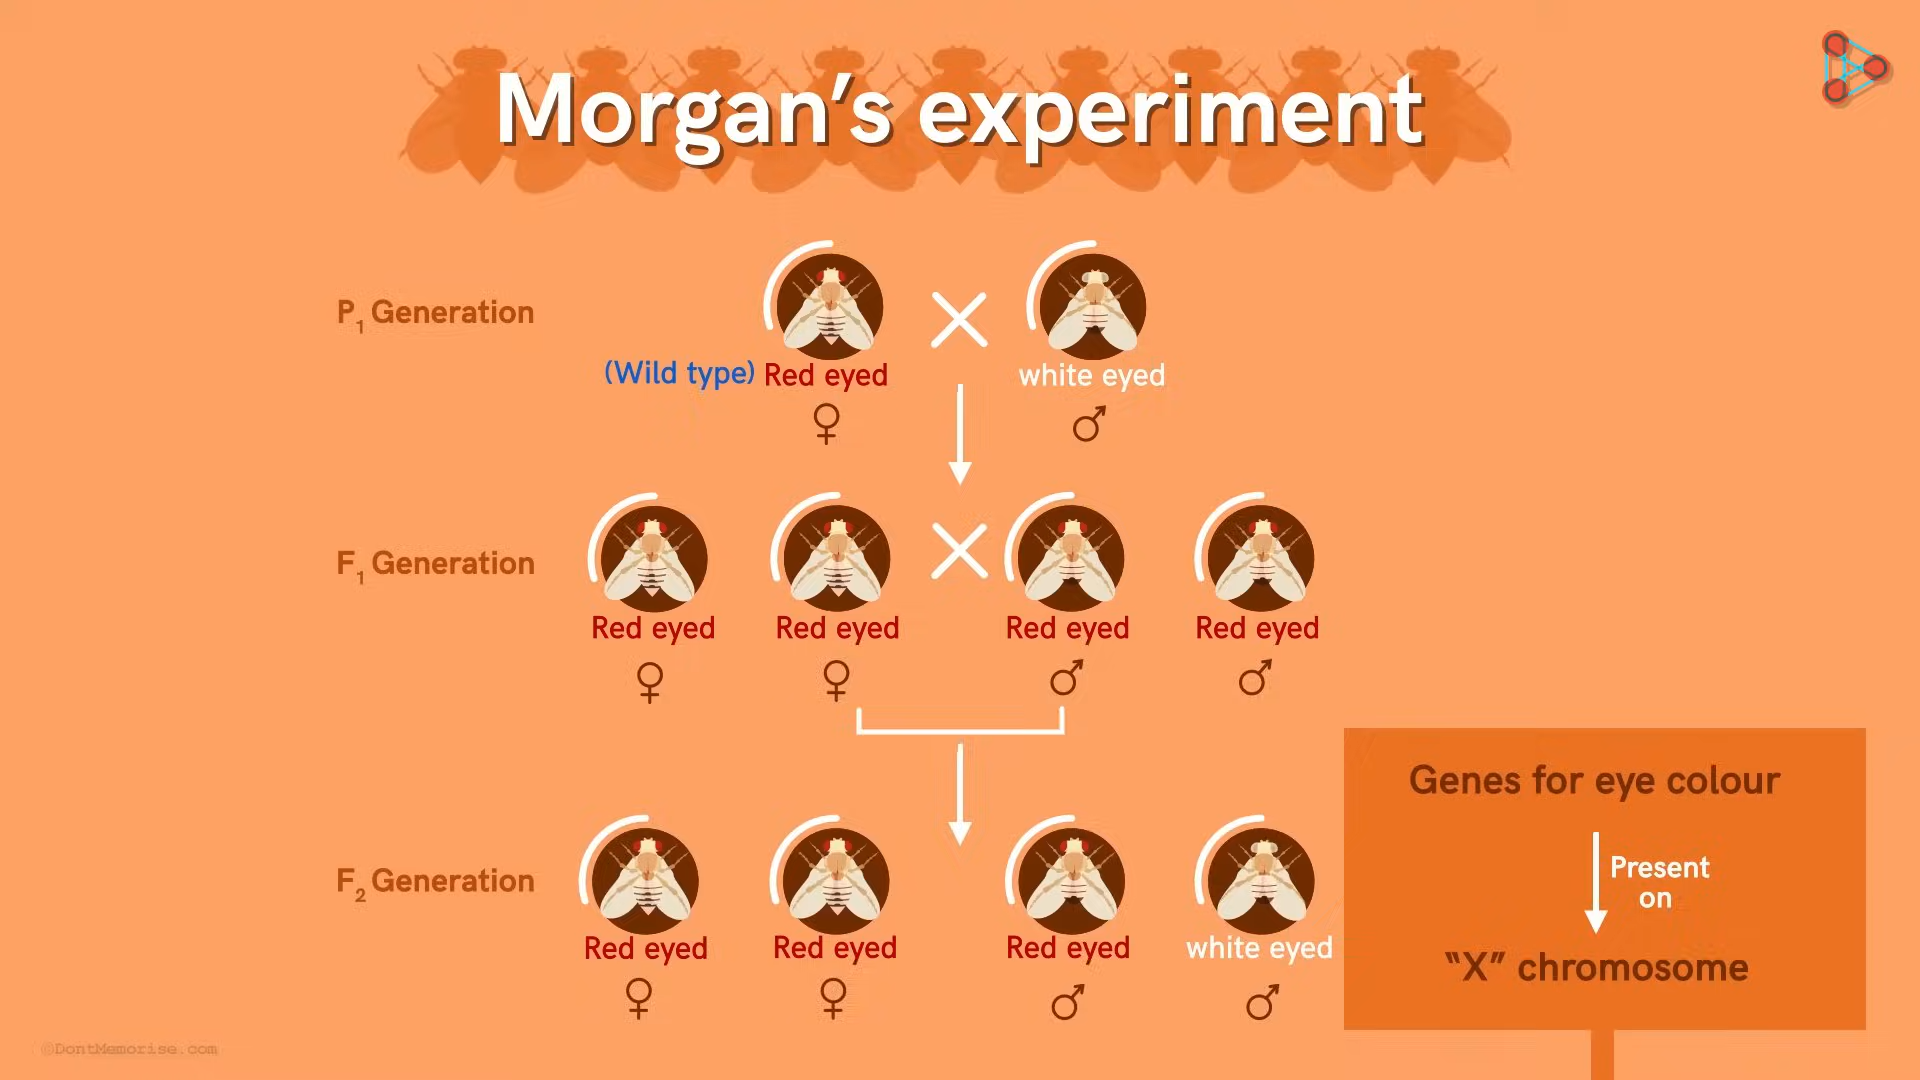 Morgan's experiment
P1 Generation
(Wild type) Red eyed
white eyed
♀
♂
F1 Generation
Red eyed
Red eyed
Red eyed
Red eyed
♀
♀
♂
♂
F2 Generation
Red eyed
Red eyed
Red eyed
white eyed
♀
♀
♂
♂
Genes for eye colour
Present
on
“X” chromosome
©DontMemorise.com